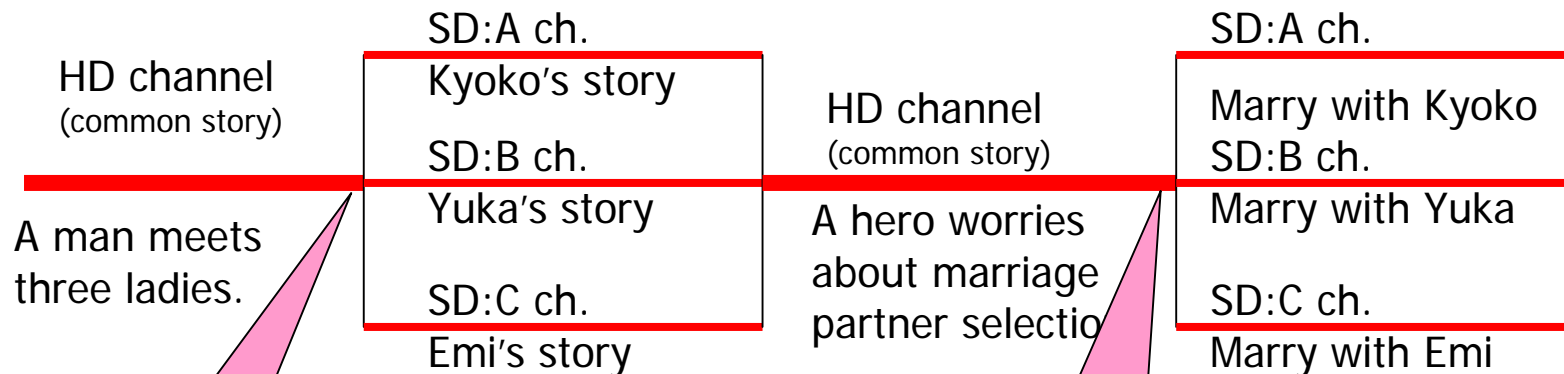 HD channel
(common story)
A man meets
three ladies.
SD:A ch.
Kyoko's story
SD:B ch.
Yuka's story
SD:C ch.
Emi's story
HD channel
(common story)
A hero worries
about marriage
partner selectio
SD:A ch.
Marry with Kyoko
SD:B ch.
Marry with Yuka
SD:C ch.
Marry with Emi